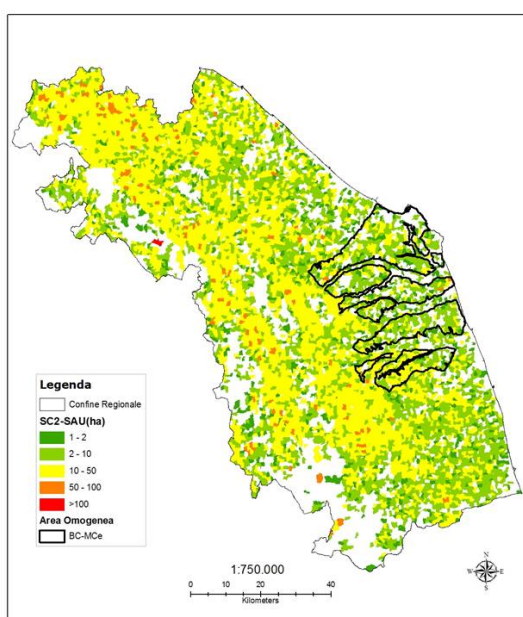 Legenda
Confine Regionale
SC2-SAU(ha)
1 - 2
2 - 10
10 - 50
50 - 100
>100
Area Omogenea
BC-MCe
1:750.000
0 10 20 40
Kilometers
N
W E
S